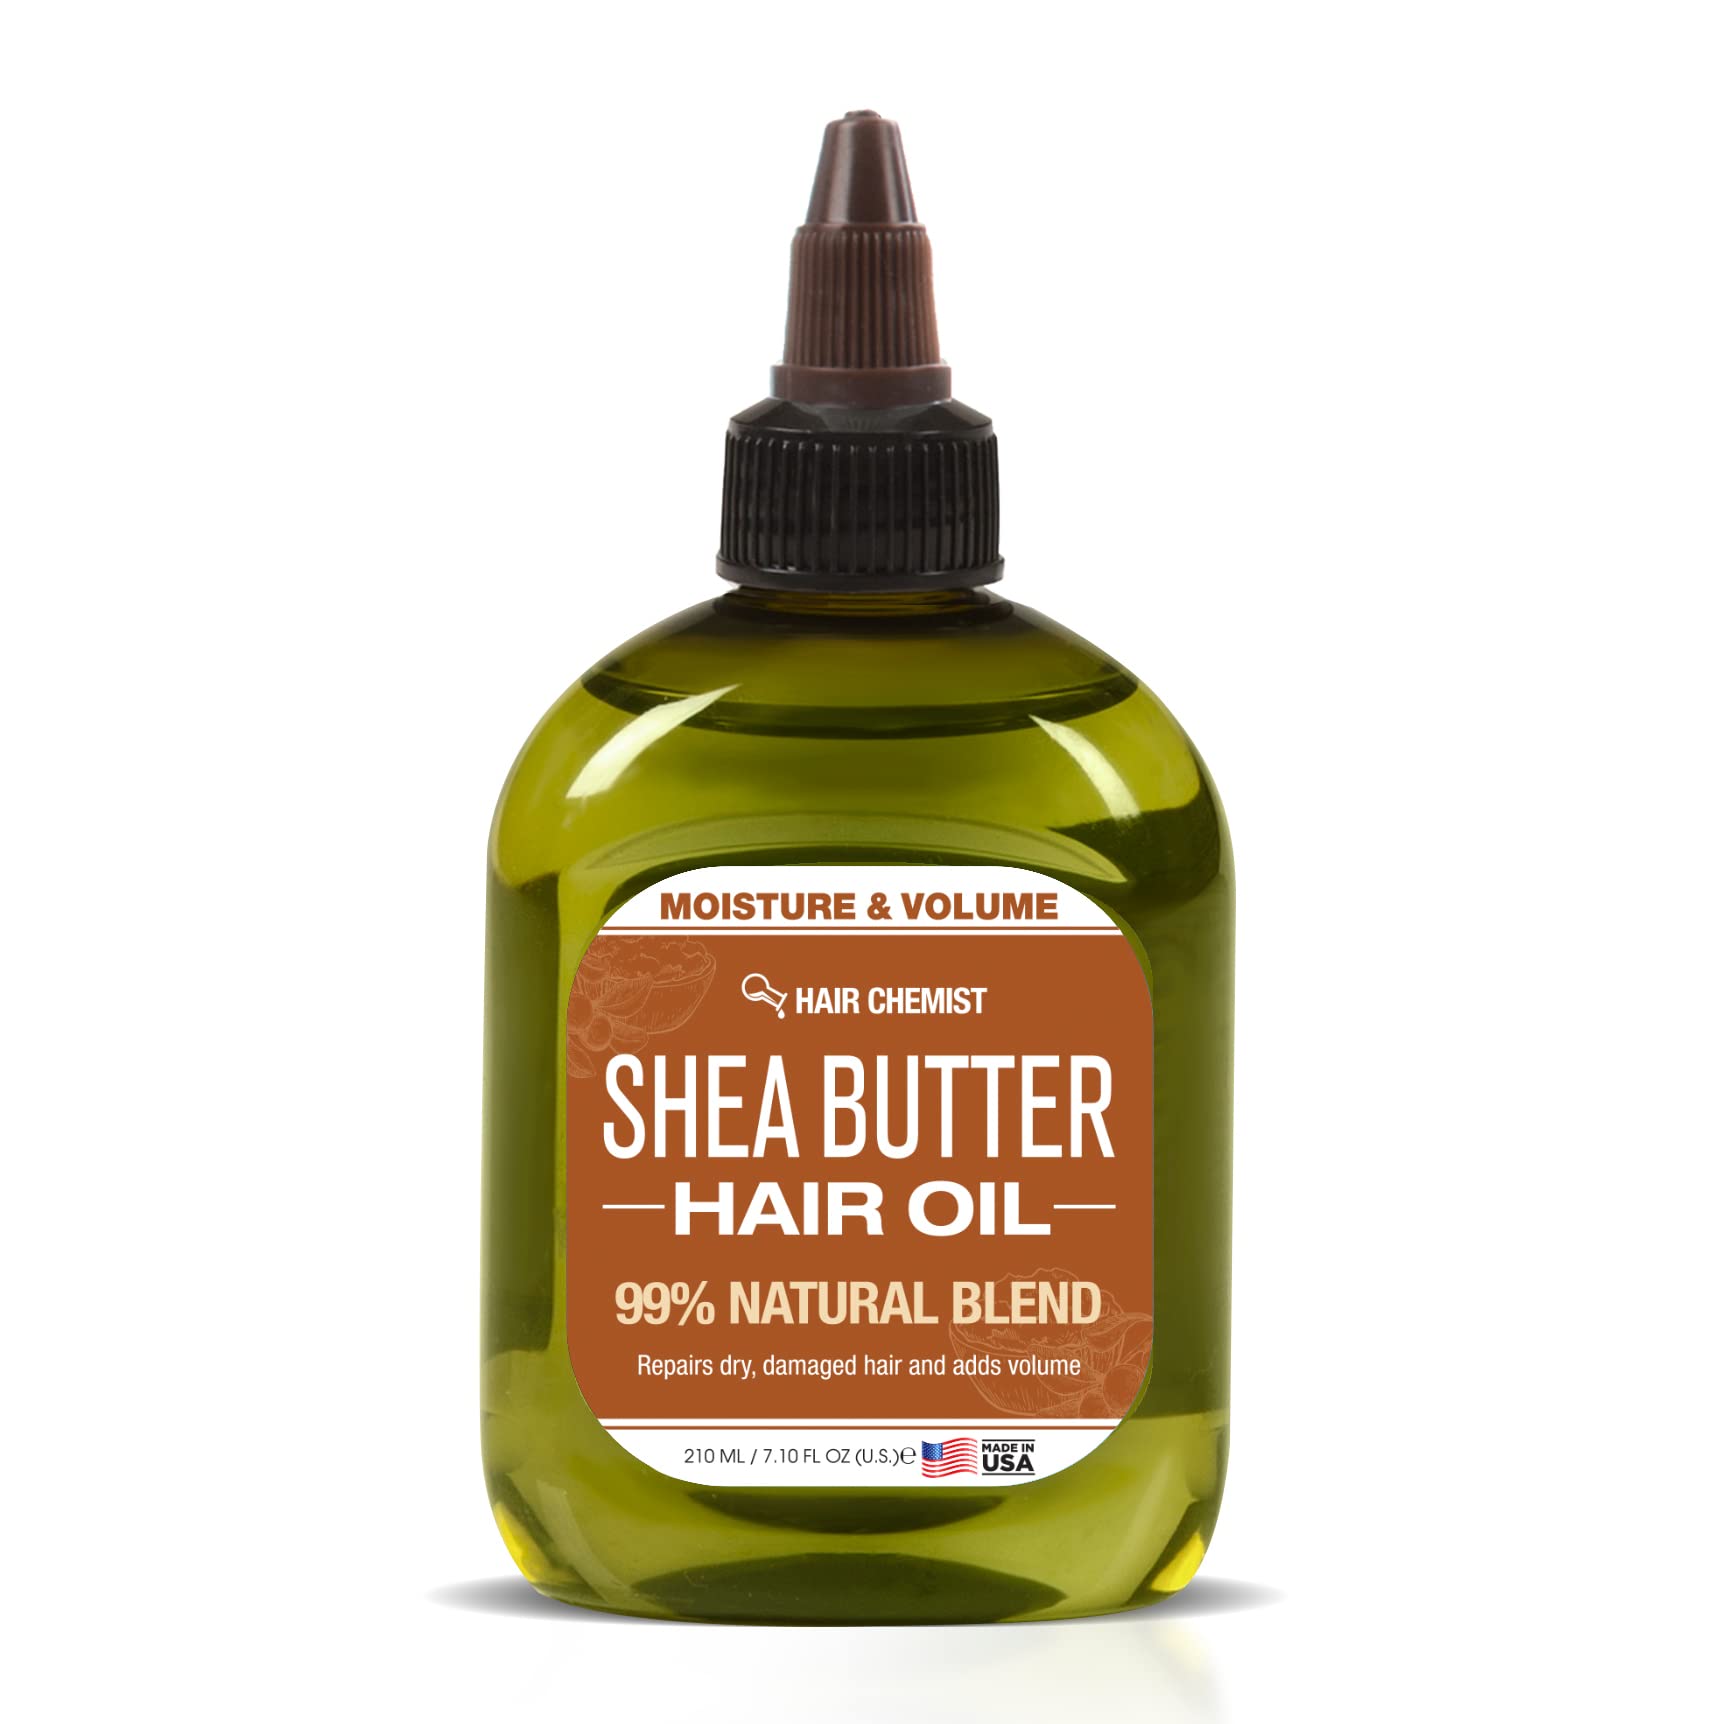 MOISTURE & VOLUME
HAIR CHEMIST
SHEA BUTTER
HAIR OIL
99% NATURAL BLEND
Repairs dry, damaged hair and adds volume
210 ML / 7.10 FL OZ (U.S.)℮
MADE IN
USA